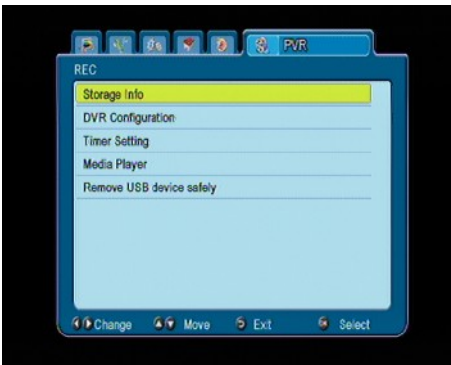 PVR
REC
Storage Info
DVR Configuration
Timer Setting
Media Player
Remove USB device safely
Change Move Exit Select